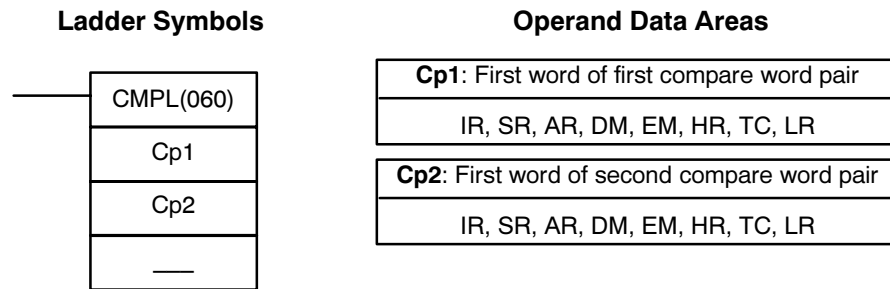 Ladder Symbols
CMPL(060)
Cp1
Cp2
___
Operand Data Areas
Cp1: First word of first compare word pair
IR, SR, AR, DM, EM, HR, TC, LR
Cp2: First word of second compare word pair
IR, SR, AR, DM, EM, HR, TC, LR